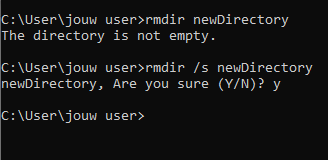 C:\User\jouw user>rmdir newDirectory
The directory is not empty.
C:\User\jouw user>rmdir /s newDirectory
newDirectory, Are you sure (Y/N)? y
C:\User\jouw user>